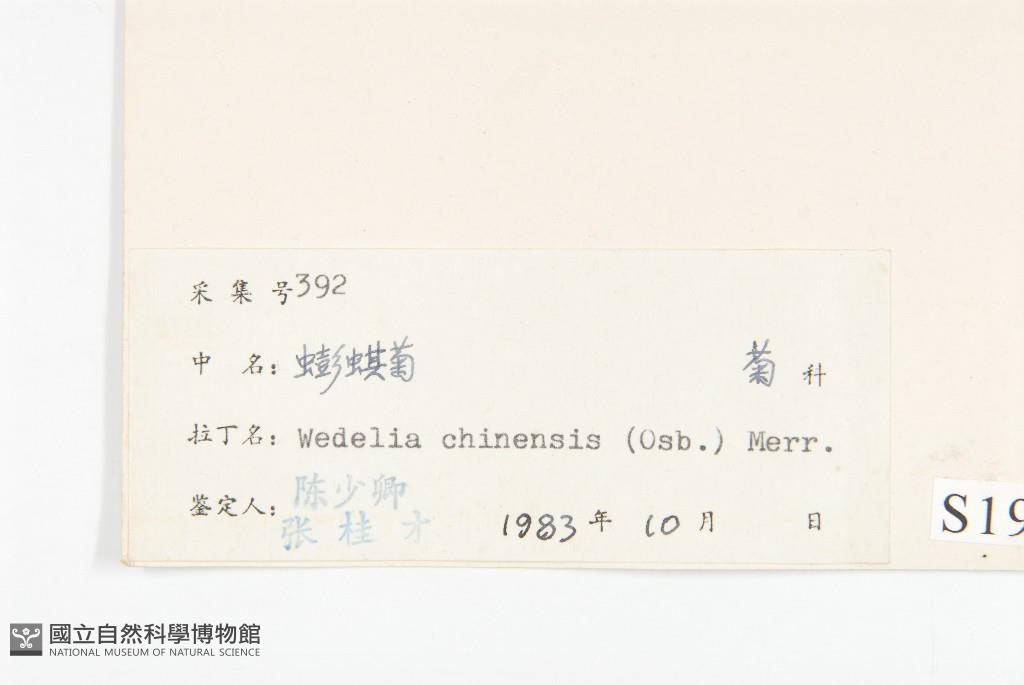 采集号392
中名：蟛蜞菊 菊科
拉丁名：Wedelia chinensis (Osb.) Merr.
鉴定人：陈少卿
张桂才 1983年10月 日
S19
國立自然科學博物館
NATIONAL MUSEUM OF NATURAL SCIENCE